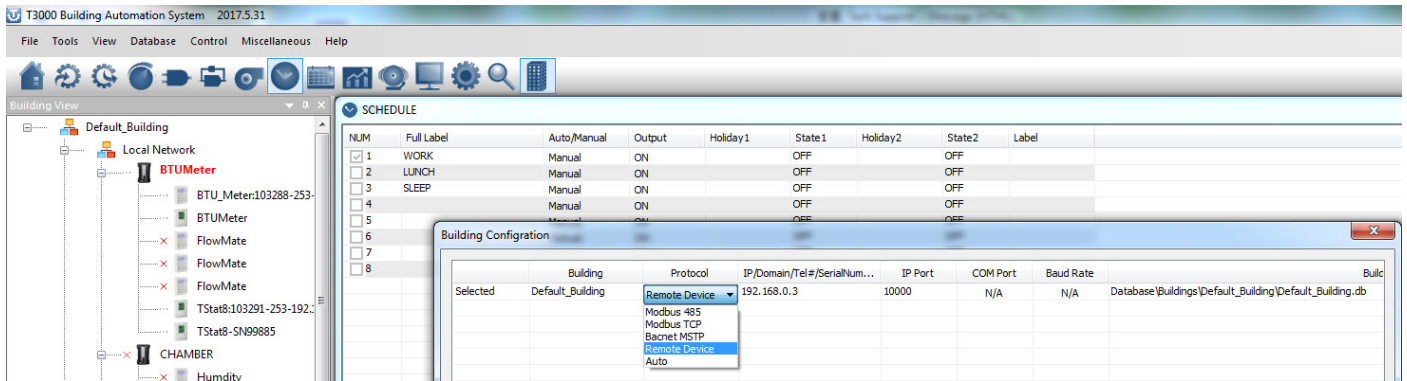 T3000 Building Automation System 2017.5.31
File Tools View Database Control Miscellaneous Help
Building View
Default_Building
Local Network
BTUMeter
BTU_Meter:103288-253-
BTUMeter
FlowMate
FlowMate
FlowMate
TStat8:103291-253-192.
TStat8-SN99885
CHAMBER
Humdity
SCHEDULE
NUM Full Label Auto/Manual Output Holiday1 State1 Holiday2 State2 Label
1 WORK Manual ON OFF OFF
2 LUNCH Manual ON OFF OFF
3 SLEEP Manual ON OFF OFF
4 Manual ON OFF OFF
5 Manual ON OFF OFF
6
7
8
Building Configration
Building Protocol IP/Domain/Tel#/SerialNum... IP Port COM Port Baud Rate Build
Selected Default_Building Remote Device 192.168.0.3 10000 N/A N/A Database\Buildings\Default_Building\Default_Building.db
Modbus 485
Modbus TCP
Bacnet MSTP
Remote Device
Auto